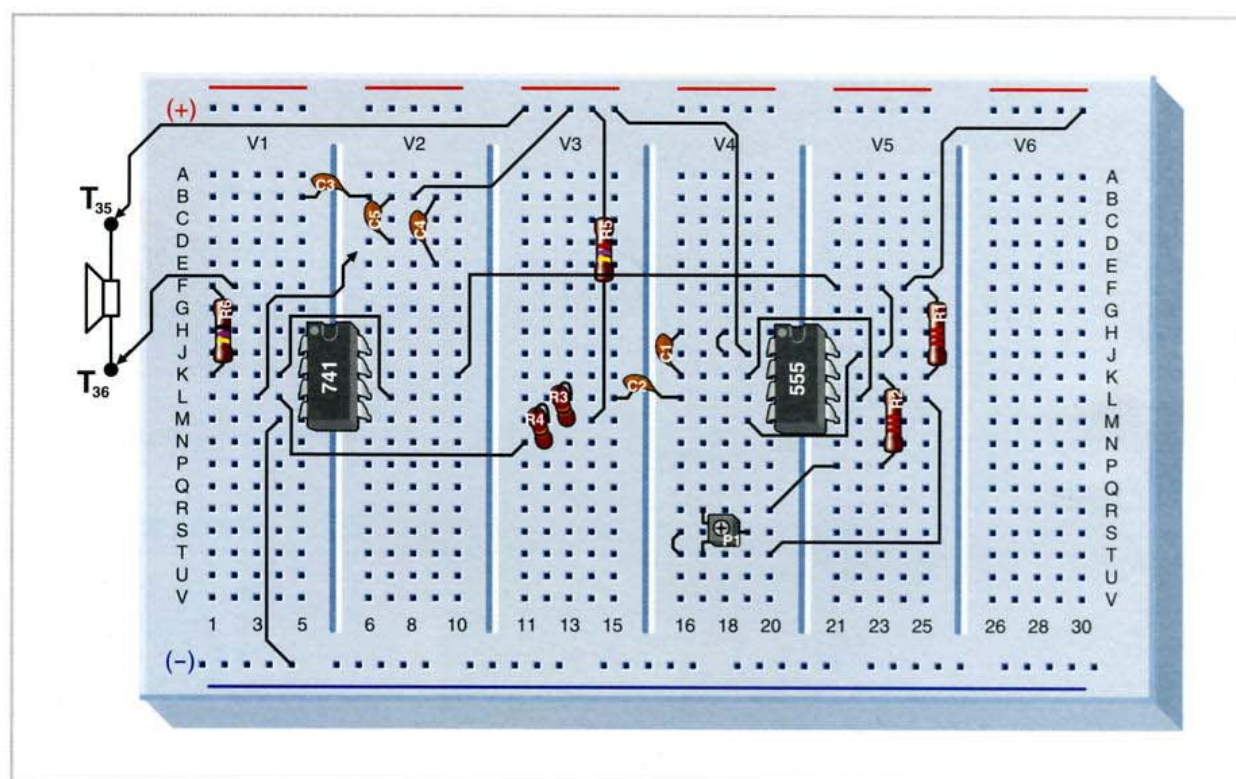 (+)
V1 V2 V3 V4 V5 V6
A A
B B
C C
D D
E E
F F
G G
H H
J J
K K
L L
M M
N N
P P
Q Q
R R
S S
T T
U U
V V
C3
C5
C4
T35
R5
R6
R1
C1
741
555
T36
C2
R3
R4
R2
P1
1 3 5 6 8 10 11 13 15 16 18 20 21 23 25 26 28 30
(-)